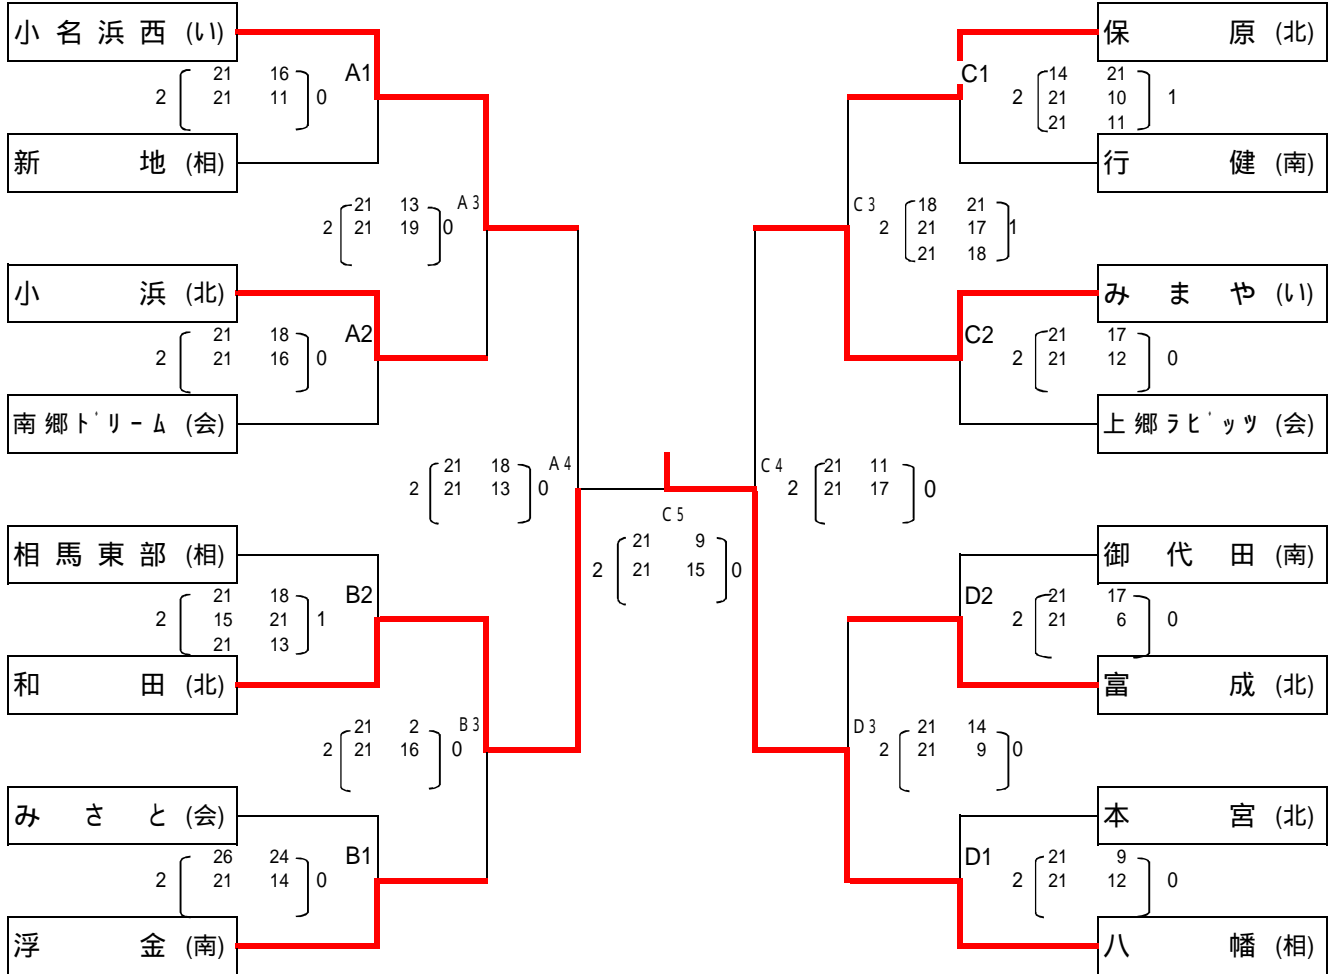 小名浜西 (い)
A1
21 16
2 21 11 0
新地 (相)
21 13 A3
2 21 19 0
小浜 (北)
A2
21 18
2 21 16 0
南郷ﾄﾞﾘｰﾑ (会)
21 18 A4
2 21 13 0
相馬東部 (相)
B2
21 18
2 15 21 1
21 13
和田 (北)
21 2 B3
2 21 16 0
みさと (会)
B1
26 24
2 21 14 0
浮金 (南)
C5
21 9
2 21 15 0
保原 (北)
C1
14 21
2 21 10 1
21 11
行健 (南)
C3 18 21
2 21 17 1
21 18
みまや (い)
C2
21 17
2 21 12 0
上郷ﾗﾋﾞｯﾂ (会)
C4 21 11
2 21 17 0
御代田 (南)
D2
21 17
2 21 6 0
富成 (北)
D3 21 14
2 21 9 0
本宮 (北)
D1
21 9
2 21 12 0
八幡 (相)